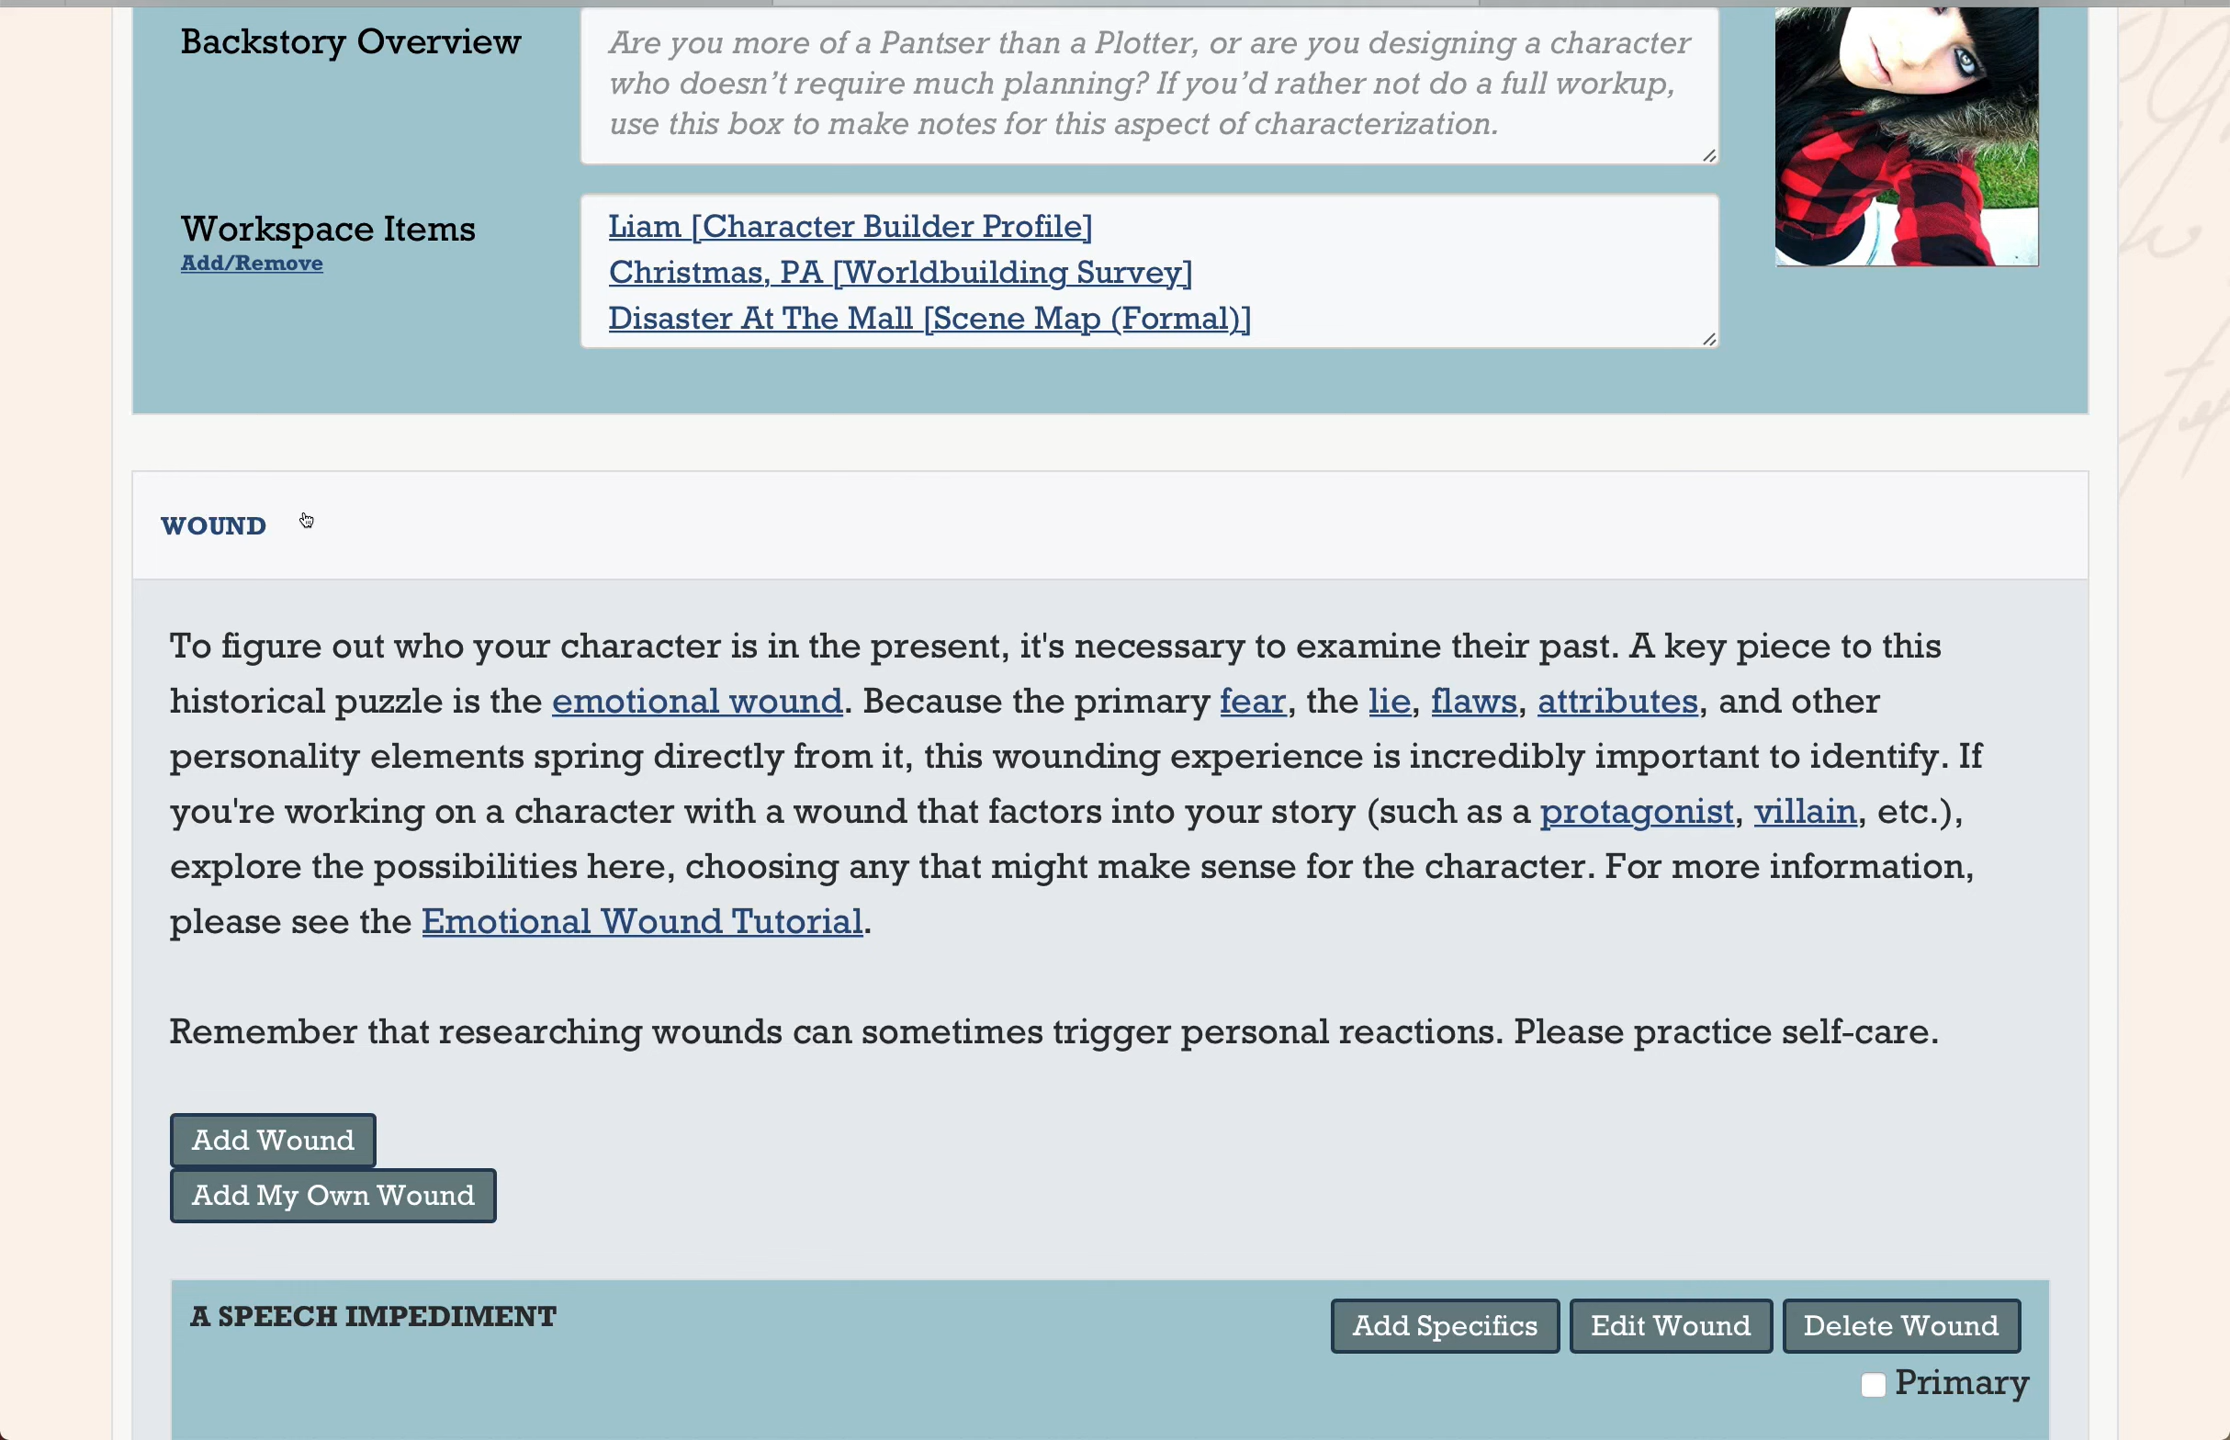 Backstory Overview
Are you more of a Pantser than a Plotter, or are you designing a character
who doesn’t require much planning? If you’d rather not do a full workup,
use this box to make notes for this aspect of characterization.
Workspace Items
Add/Remove
Liam [Character Builder Profile]
Christmas, PA [Worldbuilding Survey]
Disaster At The Mall [Scene Map (Formal)]
WOUND
To figure out who your character is in the present, it's necessary to examine their past. A key piece to this
historical puzzle is the emotional wound. Because the primary fear, the lie, flaws, attributes, and other
personality elements spring directly from it, this wounding experience is incredibly important to identify. If
you're working on a character with a wound that factors into your story (such as a protagonist, villain, etc.),
explore the possibilities here, choosing any that might make sense for the character. For more information,
please see the Emotional Wound Tutorial.
Remember that researching wounds can sometimes trigger personal reactions. Please practice self-care.
Add Wound
Add My Own Wound
A SPEECH IMPEDIMENT
Add Specifics
Edit Wound
Delete Wound
Primary